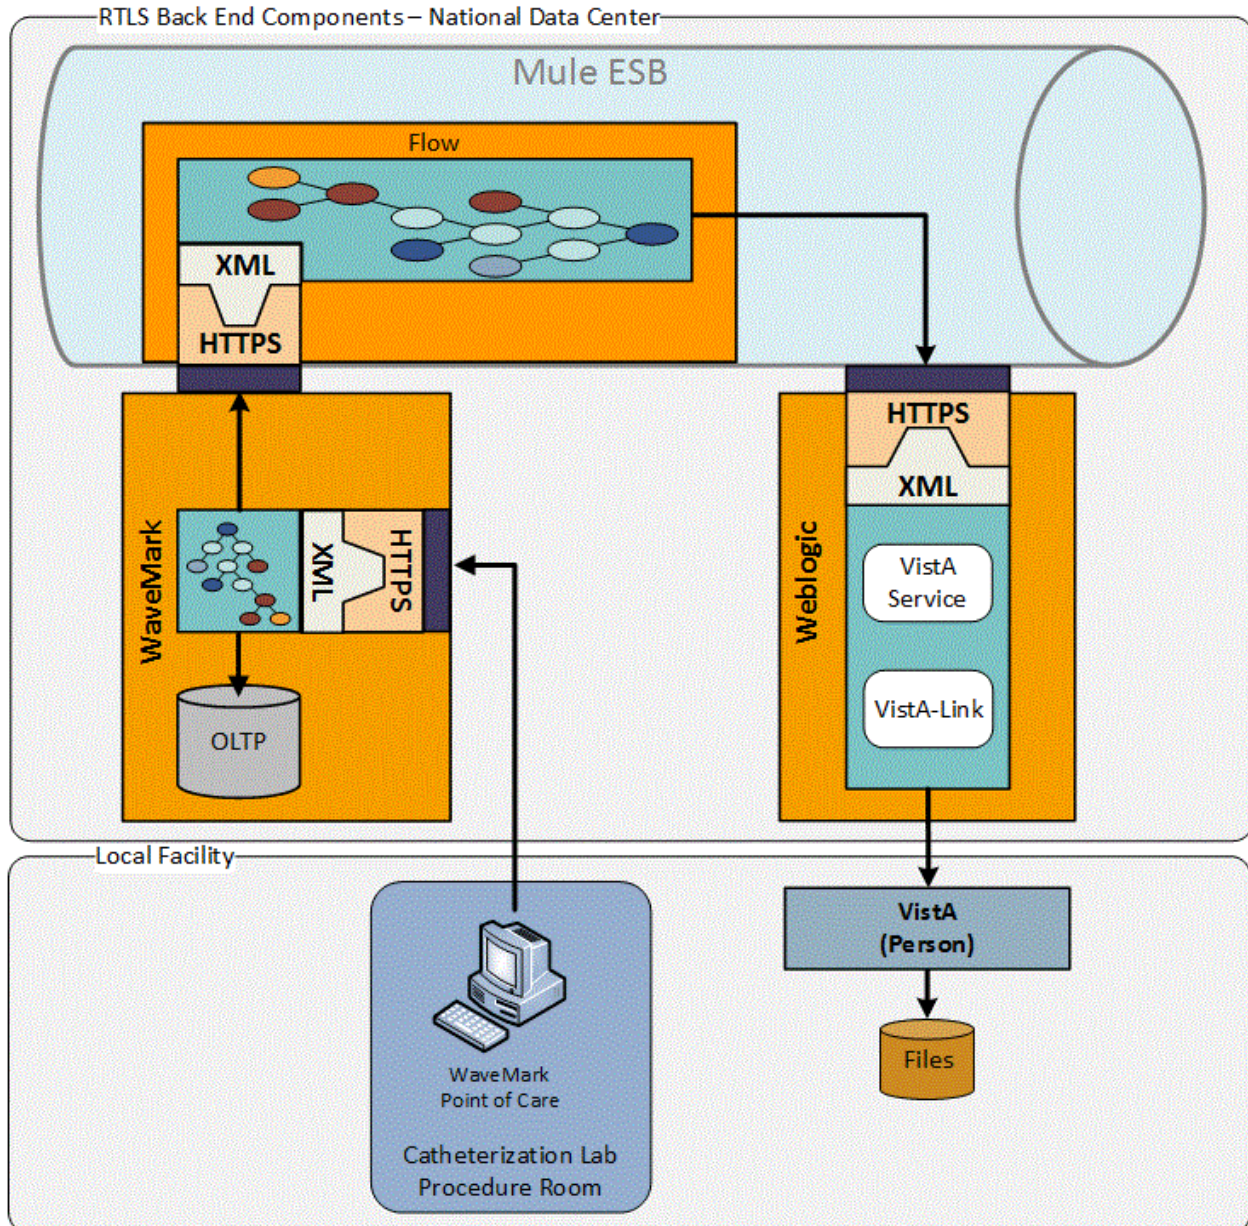 RTLS Back End Components – National Data Center
Mule ESB
Flow
XML
HTTPS
WaveMark
XML
HTTPS
OLTP
HTTPS
XML
Weblogic
VistA
Service
VistA-Link
Local Facility
WaveMark
Point of Care
Catheterization Lab
Procedure Room
VistA
(Person)
Files